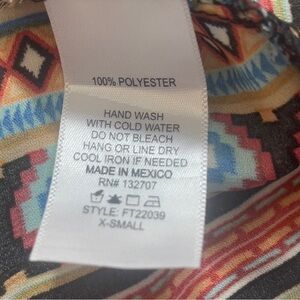 100% POLYESTER
HAND WASH
WITH COLD WATER
DO NOT BLEACH
HANG OR LINE DRY
COOL IRON IF NEEDED
MADE IN MEXICO
RN# 132707
STYLE: FT22039
X-SMALL